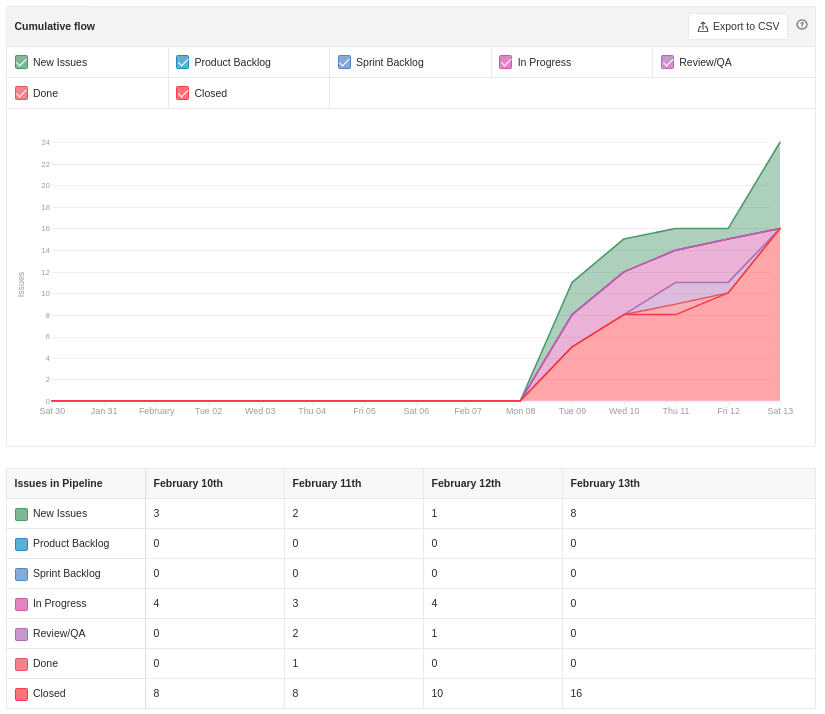 Cumulative flow
Export to CSV
New Issues
Product Backlog
Sprint Backlog
In Progress
Review/QA
Done
Closed
24
22
20
18
16
14
12
10
8
6
4
2
0
Issues
Sat 30 Jan 31 February Tue 02 Wed 03 Thu 04 Fri 05 Sat 06 Feb 07 Mon 08 Tue 09 Wed 10 Thu 11 Fri 12 Sat 13
Issues in Pipeline February 10th February 11th February 12th February 13th
New Issues 3 2 1 8
Product Backlog 0 0 0 0
Sprint Backlog 0 0 0 0
In Progress 4 3 4 0
Review/QA 0 2 1 0
Done 0 1 0 0
Closed 8 8 10 16